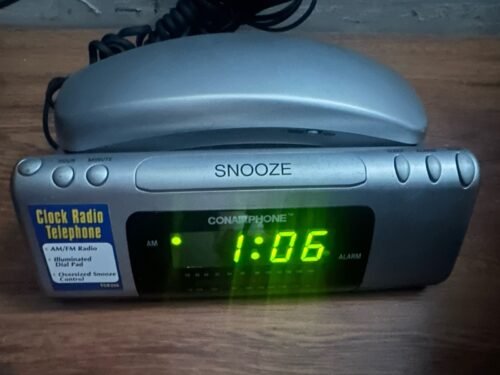 HOUR MINUTE
SNOOZE
CONAIRPHONE™
Clock Radio
Telephone
AM/FM Radio
Illuminated
Dial Pad
Oversized Snooze
Control
AM
1:06
ALARM